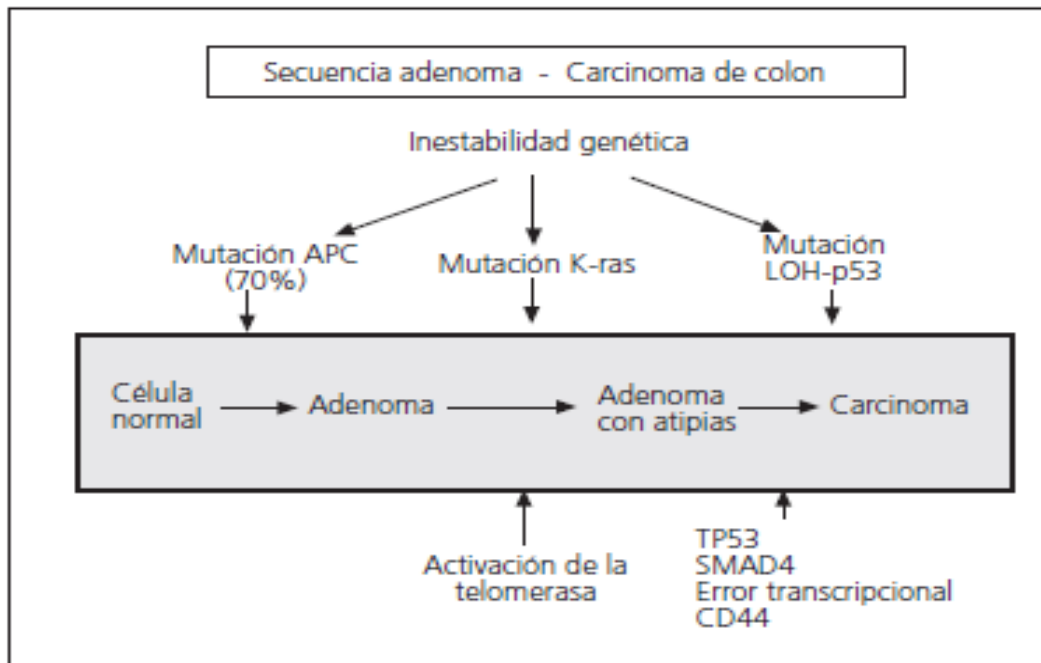 Secuencia adenoma - Carcinoma de colon
Inestabilidad genética
Mutación APC
(70%)
Mutación K-ras
Mutación
LOH-p53
Célula
normal
Adenoma
Adenoma
con atipias
Carcinoma
Activación de la
telomerasa
TP53
SMAD4
Error transcripcional
CD44